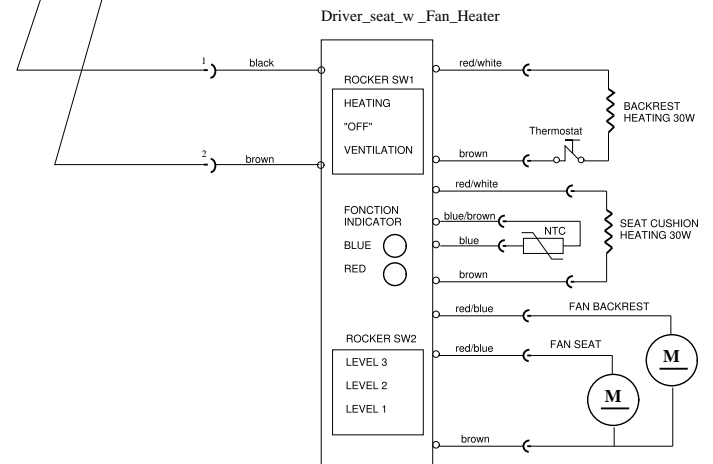 Driver_seat_w _Fan_Heater
1
black
red/white
ROCKER SW1
HEATING
"OFF"
VENTILATION
BACKREST
HEATING 30W
Thermostat
2
brown
brown
red/white
FONCTION
INDICATOR
BLUE
RED
blue/brown
NTC
blue
SEAT CUSHION
HEATING 30W
brown
red/blue
FAN BACKREST
ROCKER SW2
LEVEL 3
LEVEL 2
LEVEL 1
red/blue
FAN SEAT
M
M
brown